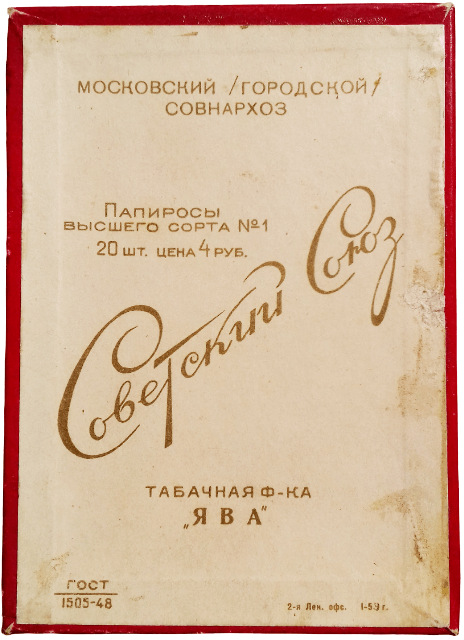 МОСКОВСКИЙ /ГОРОДСКОЙ/
СОВНАРХОЗ
ПАПИРОСЫ
ВЫСШЕГО СОРТА №1
20 ШТ. ЦЕНА 4 РУБ.
Советский Союз
ТАБАЧНАЯ Ф-КА
„ЯВА"
ГОСТ
1505-48
2-я Лен. офс. 1-59 г.